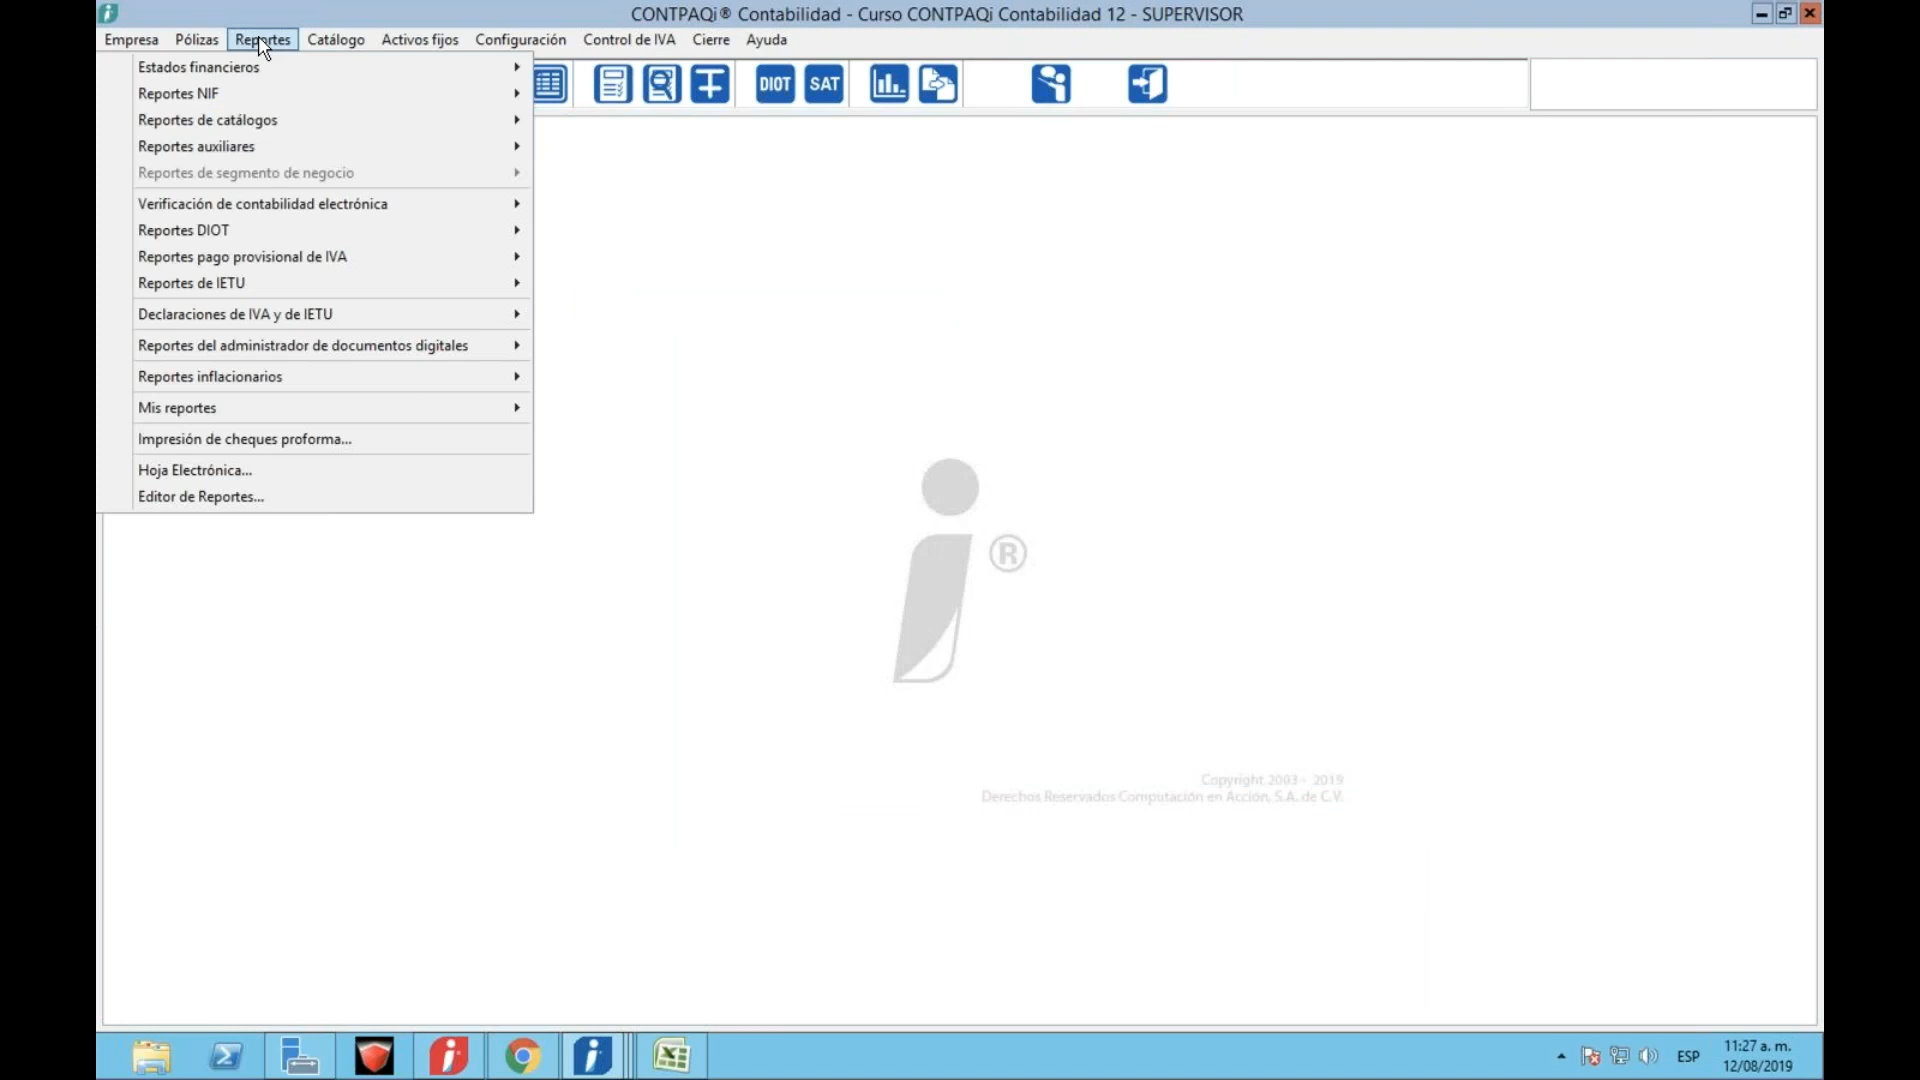 CONTPAQi® Contabilidad - Curso CONTPAQi Contabilidad 12 - SUPERVISOR
Empresa Pólizas Reportes Catálogo Activos fijos Configuración Control de IVA Cierre Ayuda
DIOT SAT
Estados financieros
Reportes NIF
Reportes de catálogos
Reportes auxiliares
Reportes de segmento de negocio
Verificación de contabilidad electrónica
Reportes DIOT
Reportes pago provisional de IVA
Reportes de IETU
Declaraciones de IVA y de IETU
Reportes del administrador de documentos digitales
Reportes inflacionarios
Mis reportes
Impresión de cheques proforma...
Hoja Electrónica...
Editor de Reportes...
®
Copyright 2003 - 2019
Derechos Reservados Computación en Acción, S.A. de C.V.
ESP
11:27 a. m.
12/08/2019